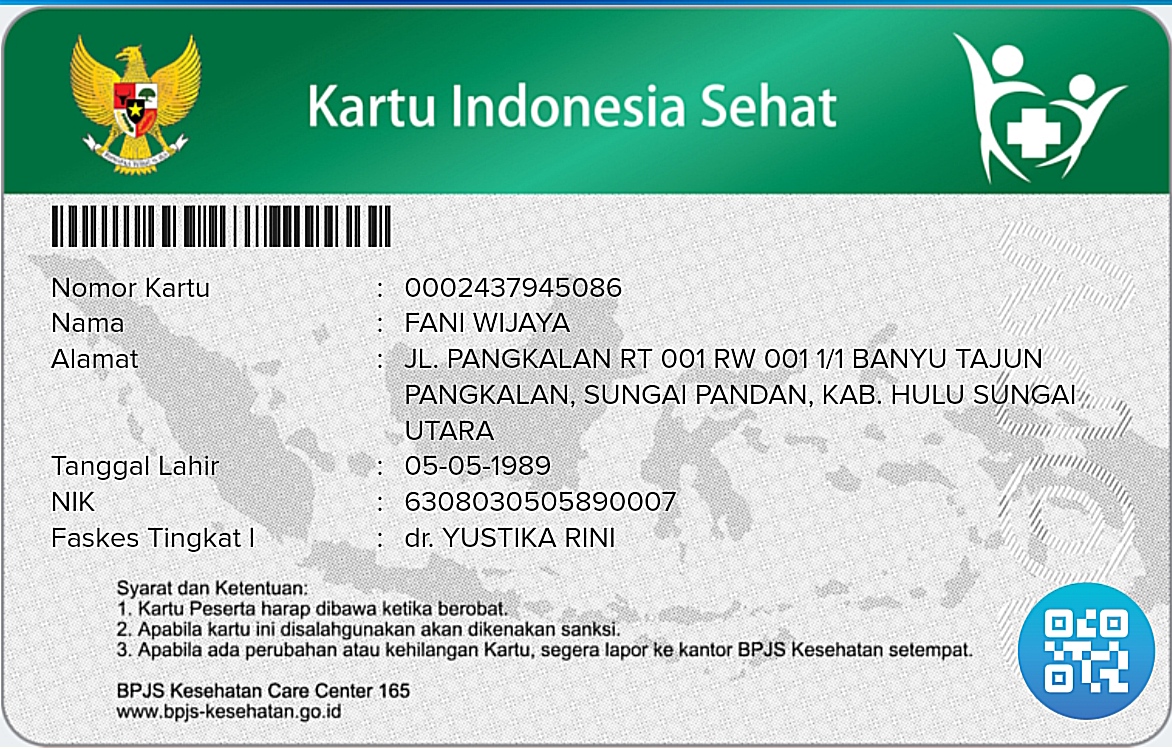 Kartu Indonesia Sehat
Nomor Kartu : 0002437945086
Nama : FANI WIJAYA
Alamat : JL. PANGKALAN RT 001 RW 001 1/1 BANYU TAJUN
PANGKALAN, SUNGAI PANDAN, KAB. HULU SUNGAI
UTARA
Tanggal Lahir : 05-05-1989
NIK : 6308030505890007
Faskes Tingkat I : dr. YUSTIKA RINI
Syarat dan Ketentuan:
1. Kartu Peserta harap dibawa ketika berobat.
2. Apabila kartu ini disalahgunakan akan dikenakan sanksi.
3. Apabila ada perubahan atau kehilangan Kartu, segera lapor ke kantor BPJS Kesehatan setempat.
BPJS Kesehatan Care Center 165
www.bpjs-kesehatan.go.id